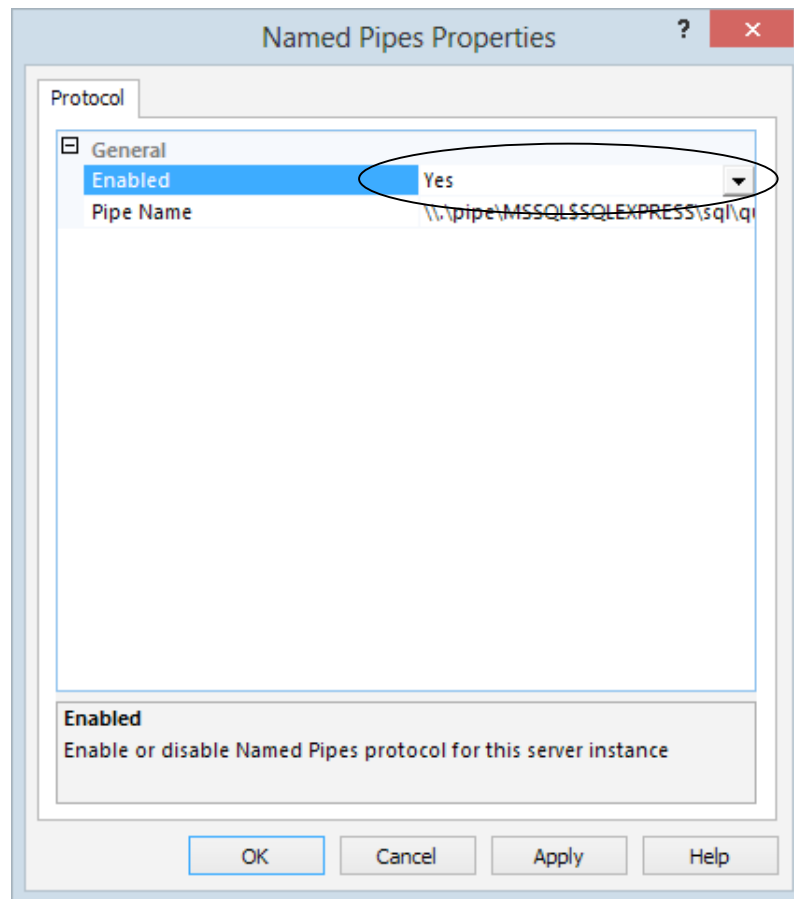 Named Pipes Properties ? ×
Protocol
General
Enabled Yes
Pipe Name \\.\pipe\MSSQL$SQLEXPRESS\sql\qu
Enabled
Enable or disable Named Pipes protocol for this server instance
OK Cancel Apply Help